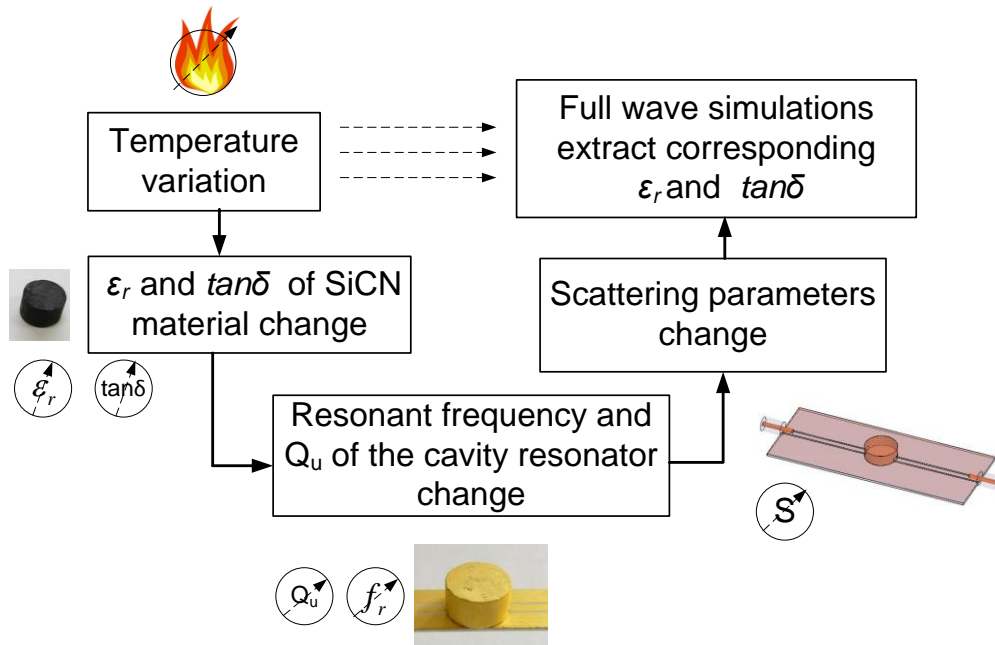 Temperature
variation
Full wave simulations
extract corresponding
εr and tanδ
εr and tanδ of SiCN
material change
Scattering parameters
change
εr
tanδ
Resonant frequency and
Qu of the cavity resonator
change
S
Qu
fr